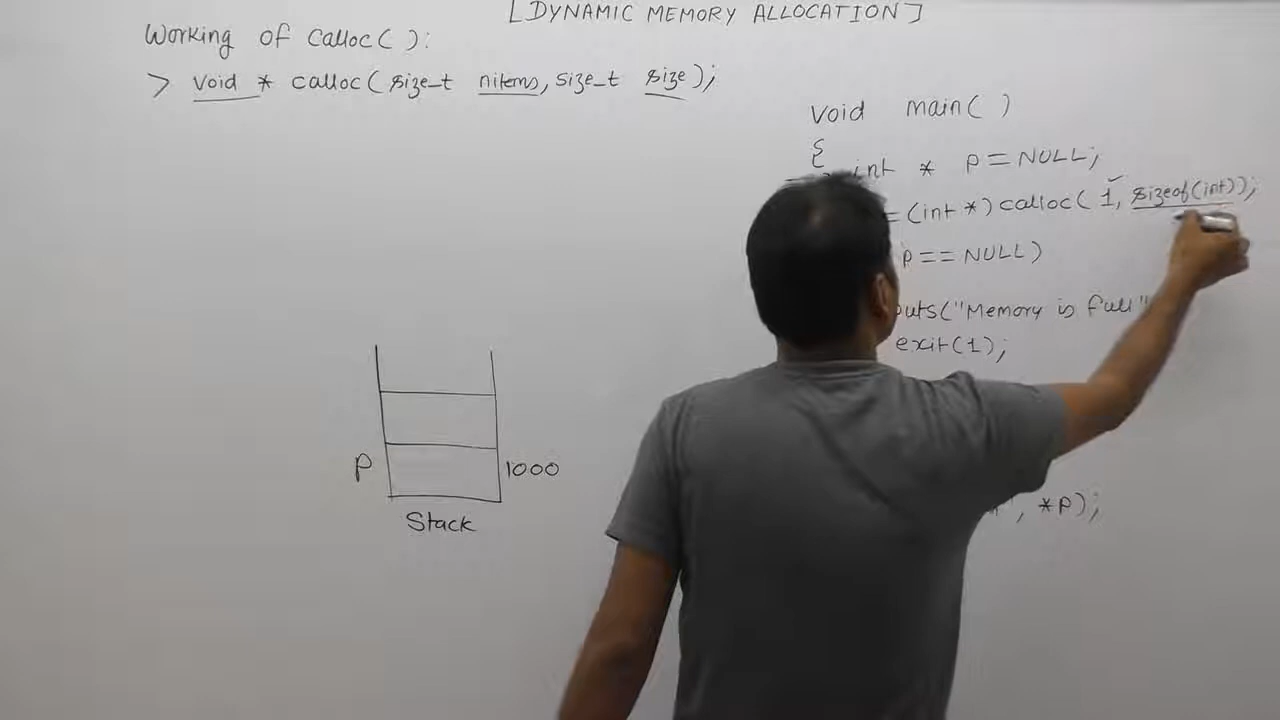 [DYNAMIC MEMORY ALLOCATION]
Working of calloc( ):
> void * calloc(size_t nitems, size_t size);
void main( )
{
int * p = NULL;
= (int *) calloc( 1, sizeof(int));
p == NULL)
puts("Memory is full"
exit(1);
, *p);
p
1000
Stack